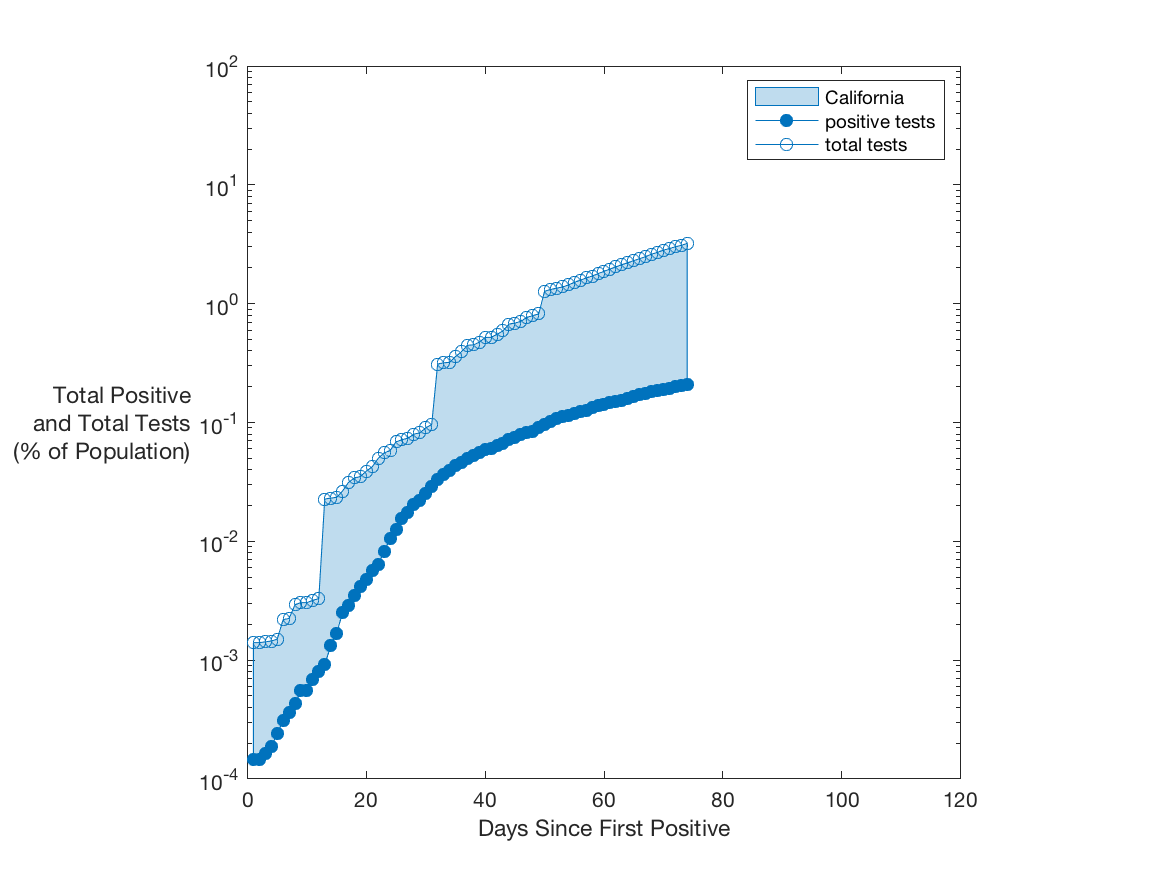 10^2
10^1
10^0
10^-1
10^-2
10^-3
10^-4
Total Positive
and Total Tests
(% of Population)
California
positive tests
total tests
0 20 40 60 80 100 120
Days Since First Positive